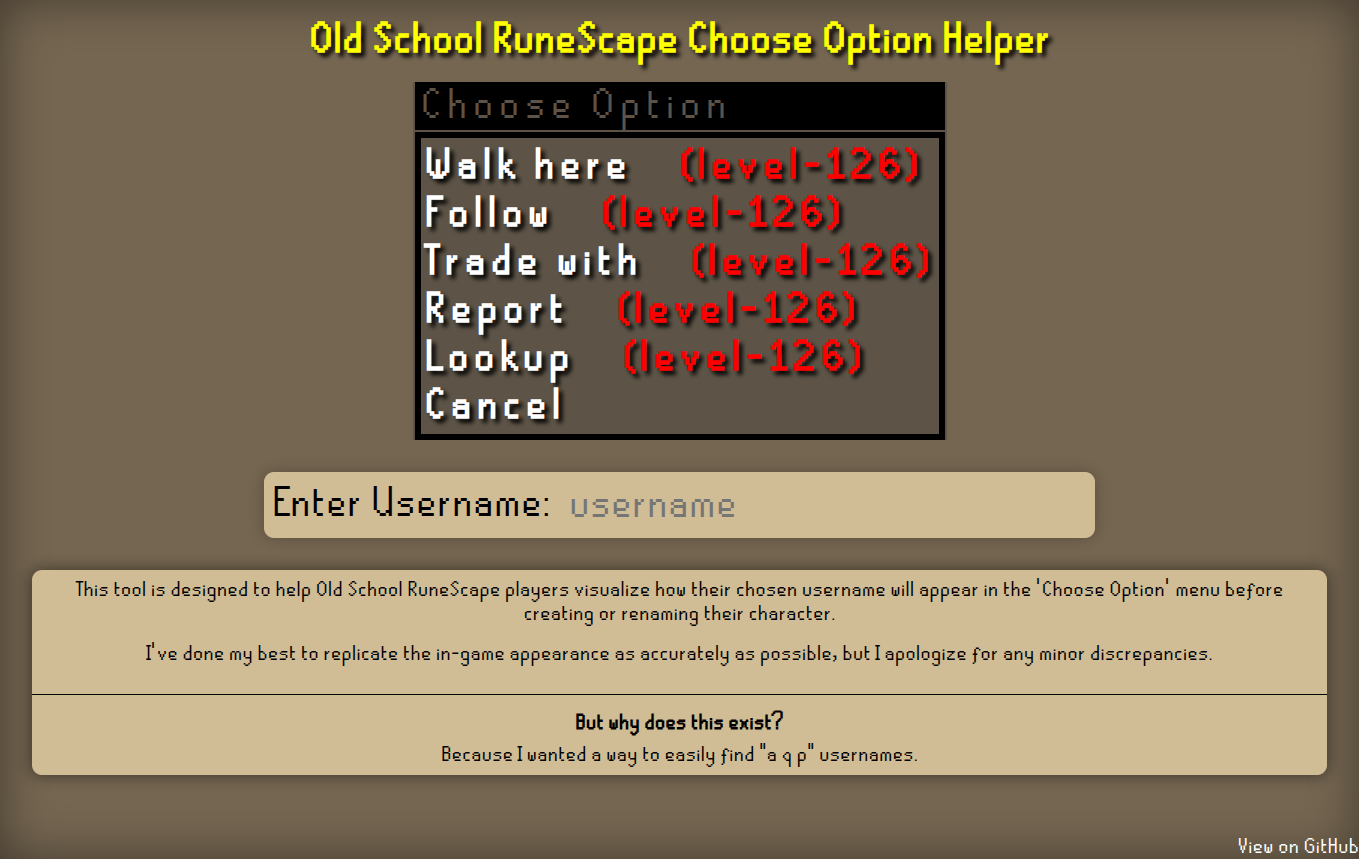 Old School RuneScape Choose Option Helper
Choose Option
Walk here (level-126)
Follow (level-126)
Trade with (level-126)
Report (level-126)
Lookup (level-126)
Cancel
Enter Username: username
This tool is designed to help Old School RuneScape players visualize how their chosen username will appear in the 'Choose Option' menu before
creating or renaming their character.
I've done my best to replicate the in-game appearance as accurately as possible, but I apologize for any minor discrepancies.
But why does this exist?
Because I wanted a way to easily find "a q p" usernames.
View on GitHub